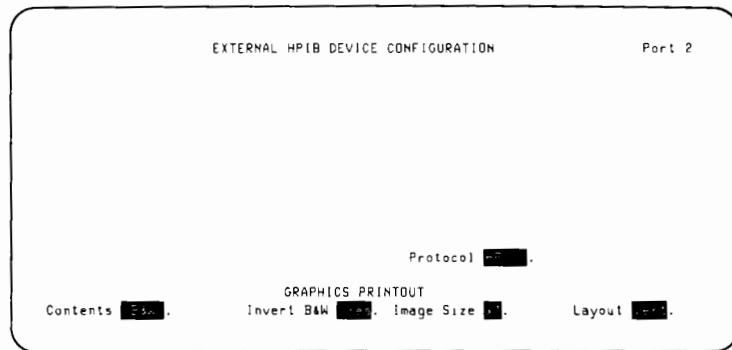 EXTERNAL HPIB DEVICE CONFIGURATION Port 2
Protocol .
GRAPHICS PRINTOUT
Contents B&W. Invert B&W . Image Size . Layout .